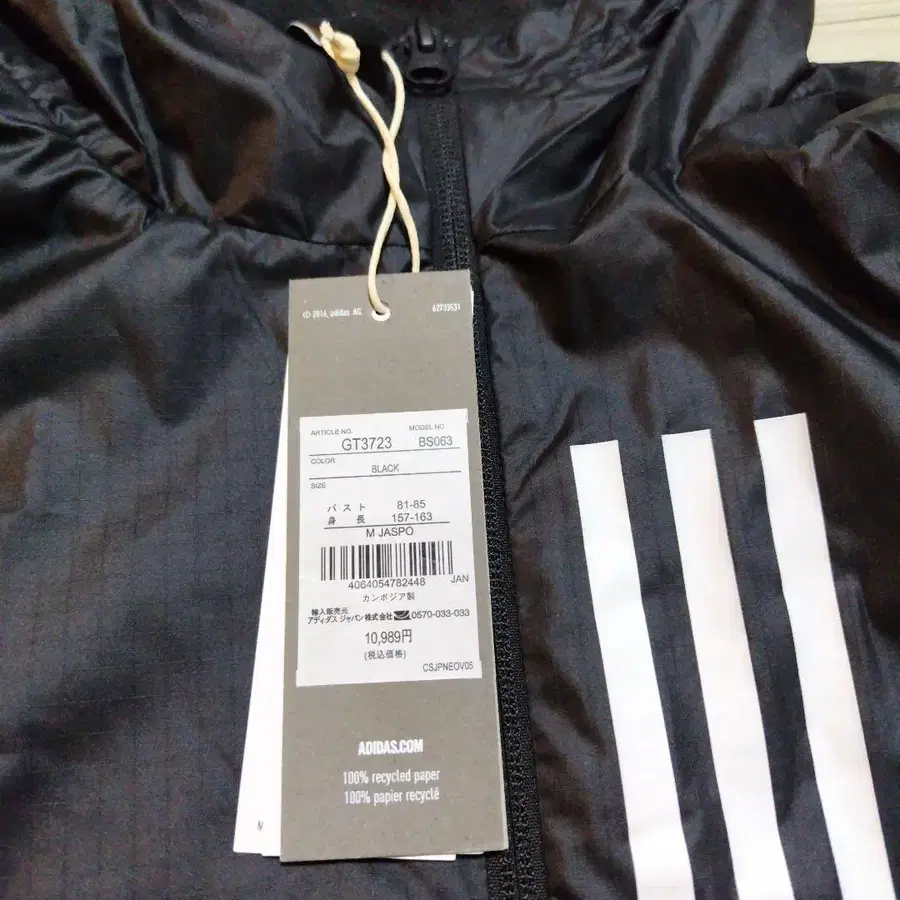 © 2016, adidas AG. 62733531
ARTICLE NO. MODEL NO
GT3723 BS063
COLOR
BLACK
SIZE
バスト 81-85
身長 157-163
M JASPO
4064054782448 JAN
カンボジア製
輸入販売元
アディダス ジャパン株式会社 0570-033-033
10,989円
(税込価格)
CSJPNEOV05
ADIDAS.COM
100% recycled paper
100% papier recyclé
M